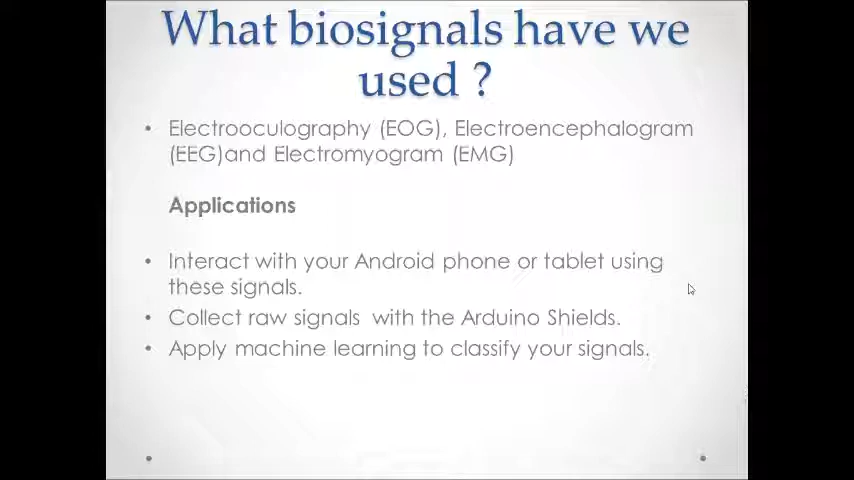 What biosignals have we
used ?
• Electrooculography (EOG), Electroencephalogram
(EEG)and Electromyogram (EMG)
Applications
• Interact with your Android phone or tablet using
these signals.
• Collect raw signals  with the Arduino Shields.
• Apply machine learning to classify your signals.